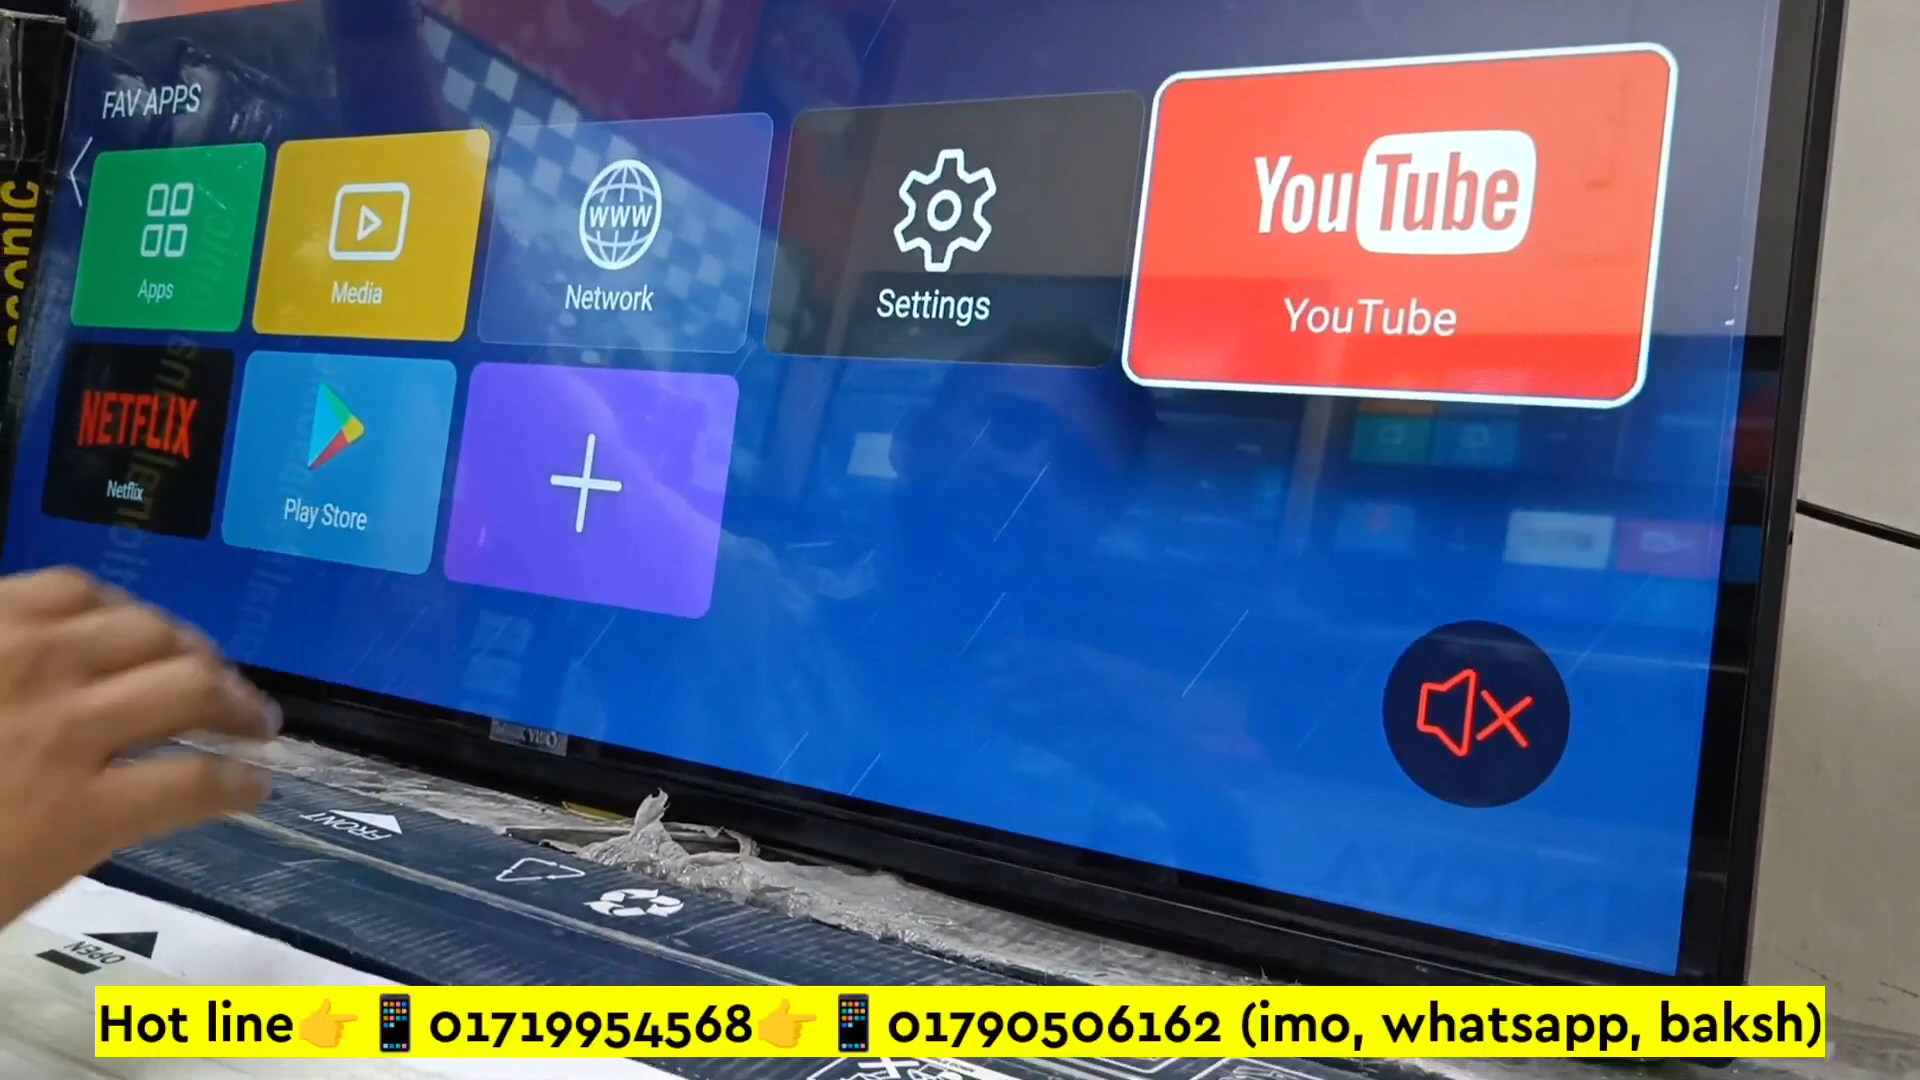 FAV APPS
Apps
Media
WWW
Network
Settings
YouTube
YouTube
NETFLIX
Netflix
Play Store
FRONT
OPEN
Hot line👉📱01719954568👉📱01790506162 (imo, whatsapp, baksh)